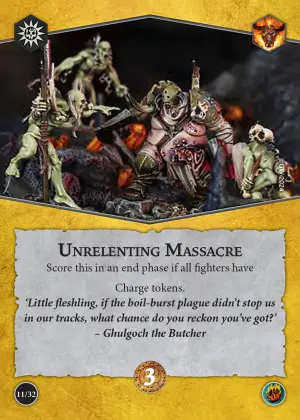 UNRELENTING MASSACRE
Score this in an end phase if all fighters have
Charge tokens.
‘Little fleshling, if the boil-burst plague didn’t stop us
in our tracks, what chance do you reckon you’ve got?’
– Ghulgoch the Butcher
3
11/32